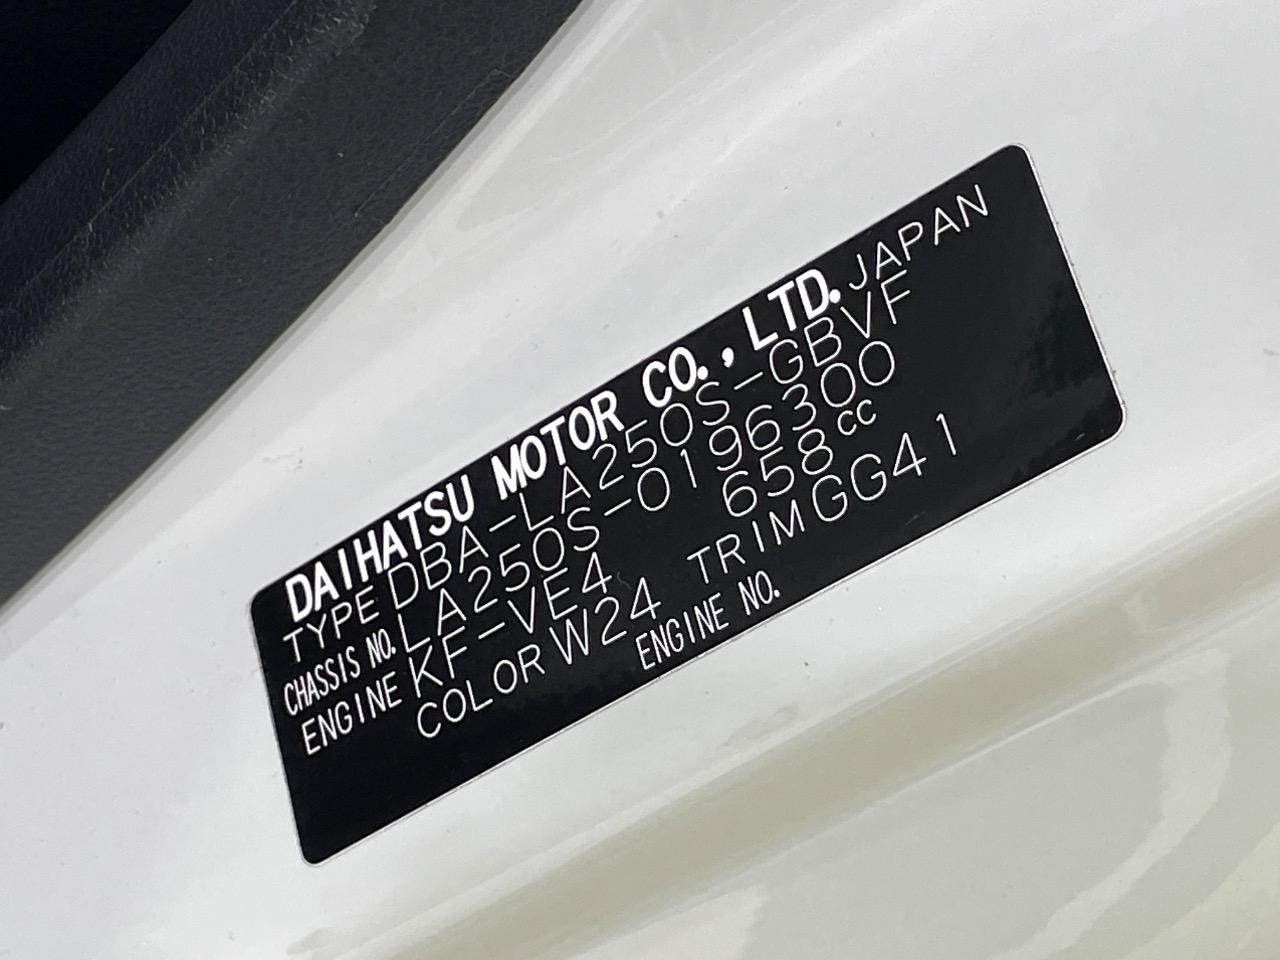 DAIHATSU MOTOR CO., LTD. JAPAN
TYPE DBA-LA250S-GBVF
CHASSIS NO. LA250S-0196300
ENGINE KF-VE4 658cc
COLOR W24 TRIM GG41
ENGINE NO.